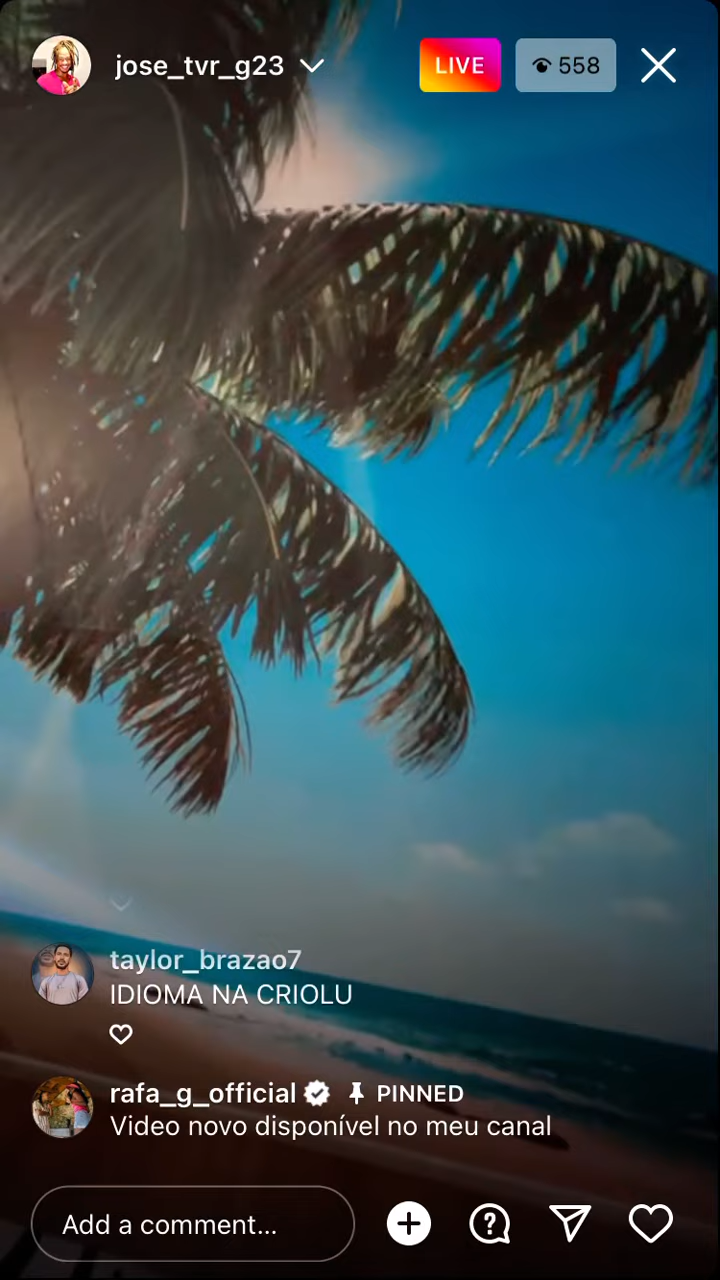 jose_tvr_g23
LIVE
558
taylor_brazao7
IDIOMA NA CRIOLU
rafa_g_official PINNED
Video novo disponível no meu canal
Add a comment...